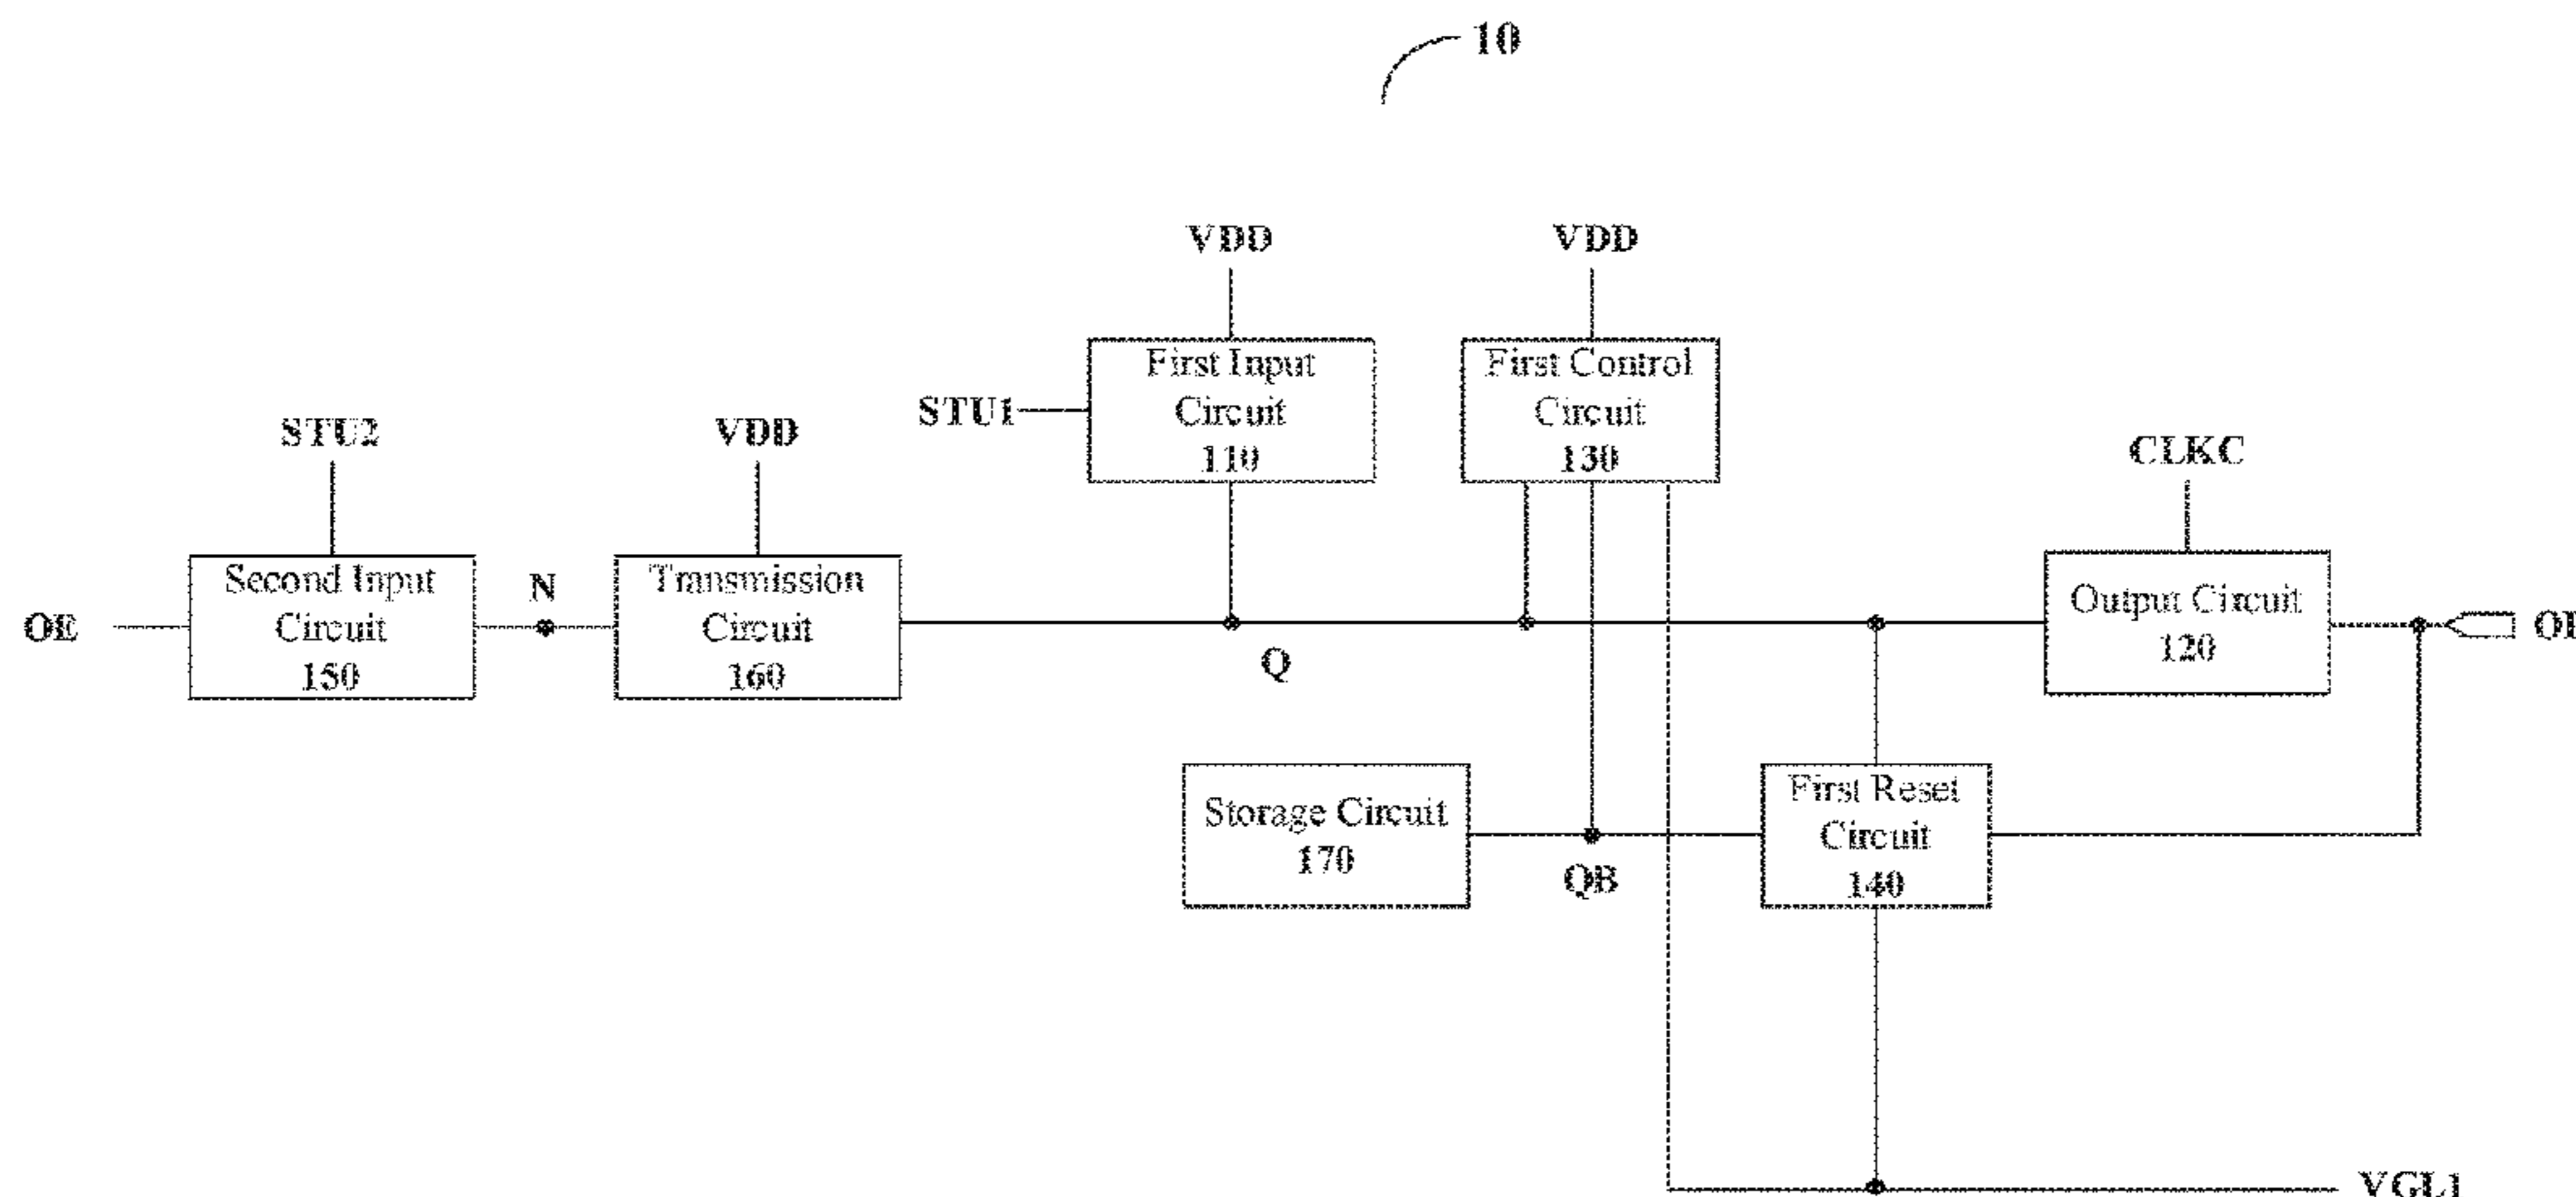 10
VDD
VDD
First Input
Circuit
110
STU1
First Control
Circuit
130
STU2
VDD
CLKC
OE
Second Input
Circuit
150
N
Transmission
Circuit
160
Q
Output Circuit
120
Storage Circuit
170
QB
First Reset
Circuit
140
VGL1